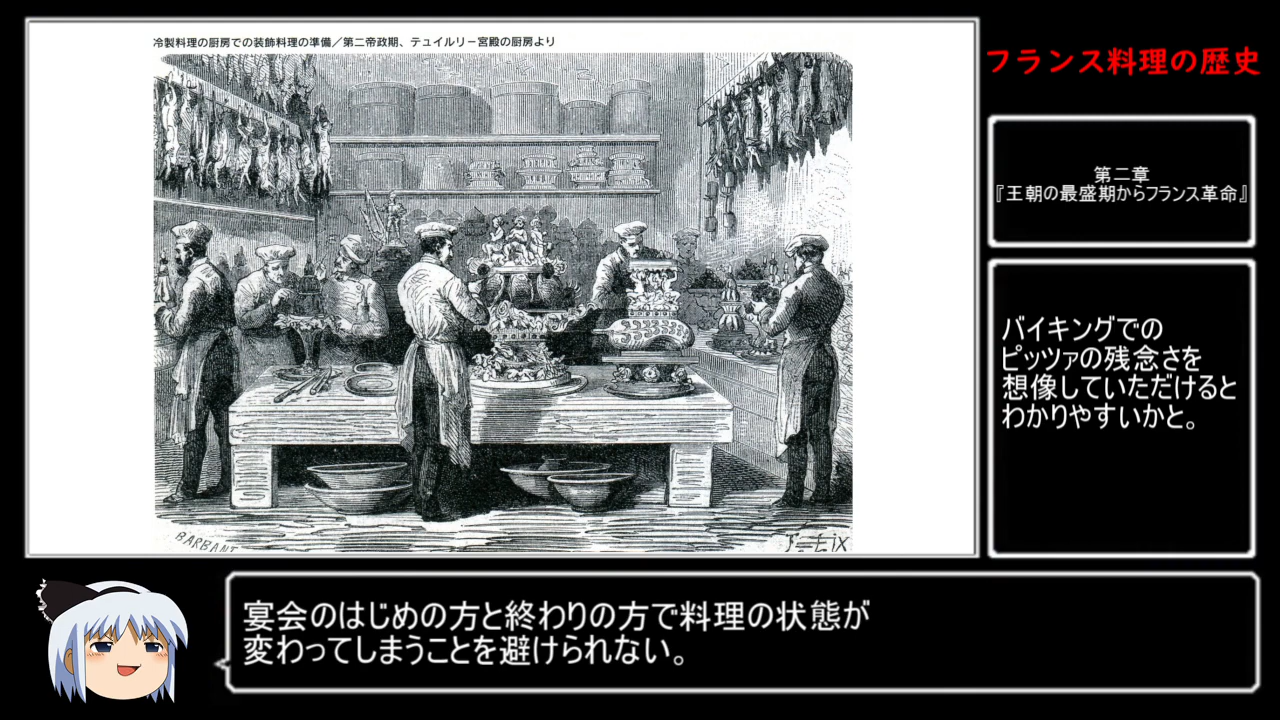 冷製料理の厨房での装飾料理の準備／第二帝政期、テュイルリー宮殿の厨房より
フランス料理の歴史
第二章
『王朝の最盛期からフランス革命』
バイキングでの
ピッツァの残念さを
想像していただけると
わかりやすいかと。
BARBANT
宴会のはじめの方と終わりの方で料理の状態が
変わってしまうことを避けられない。